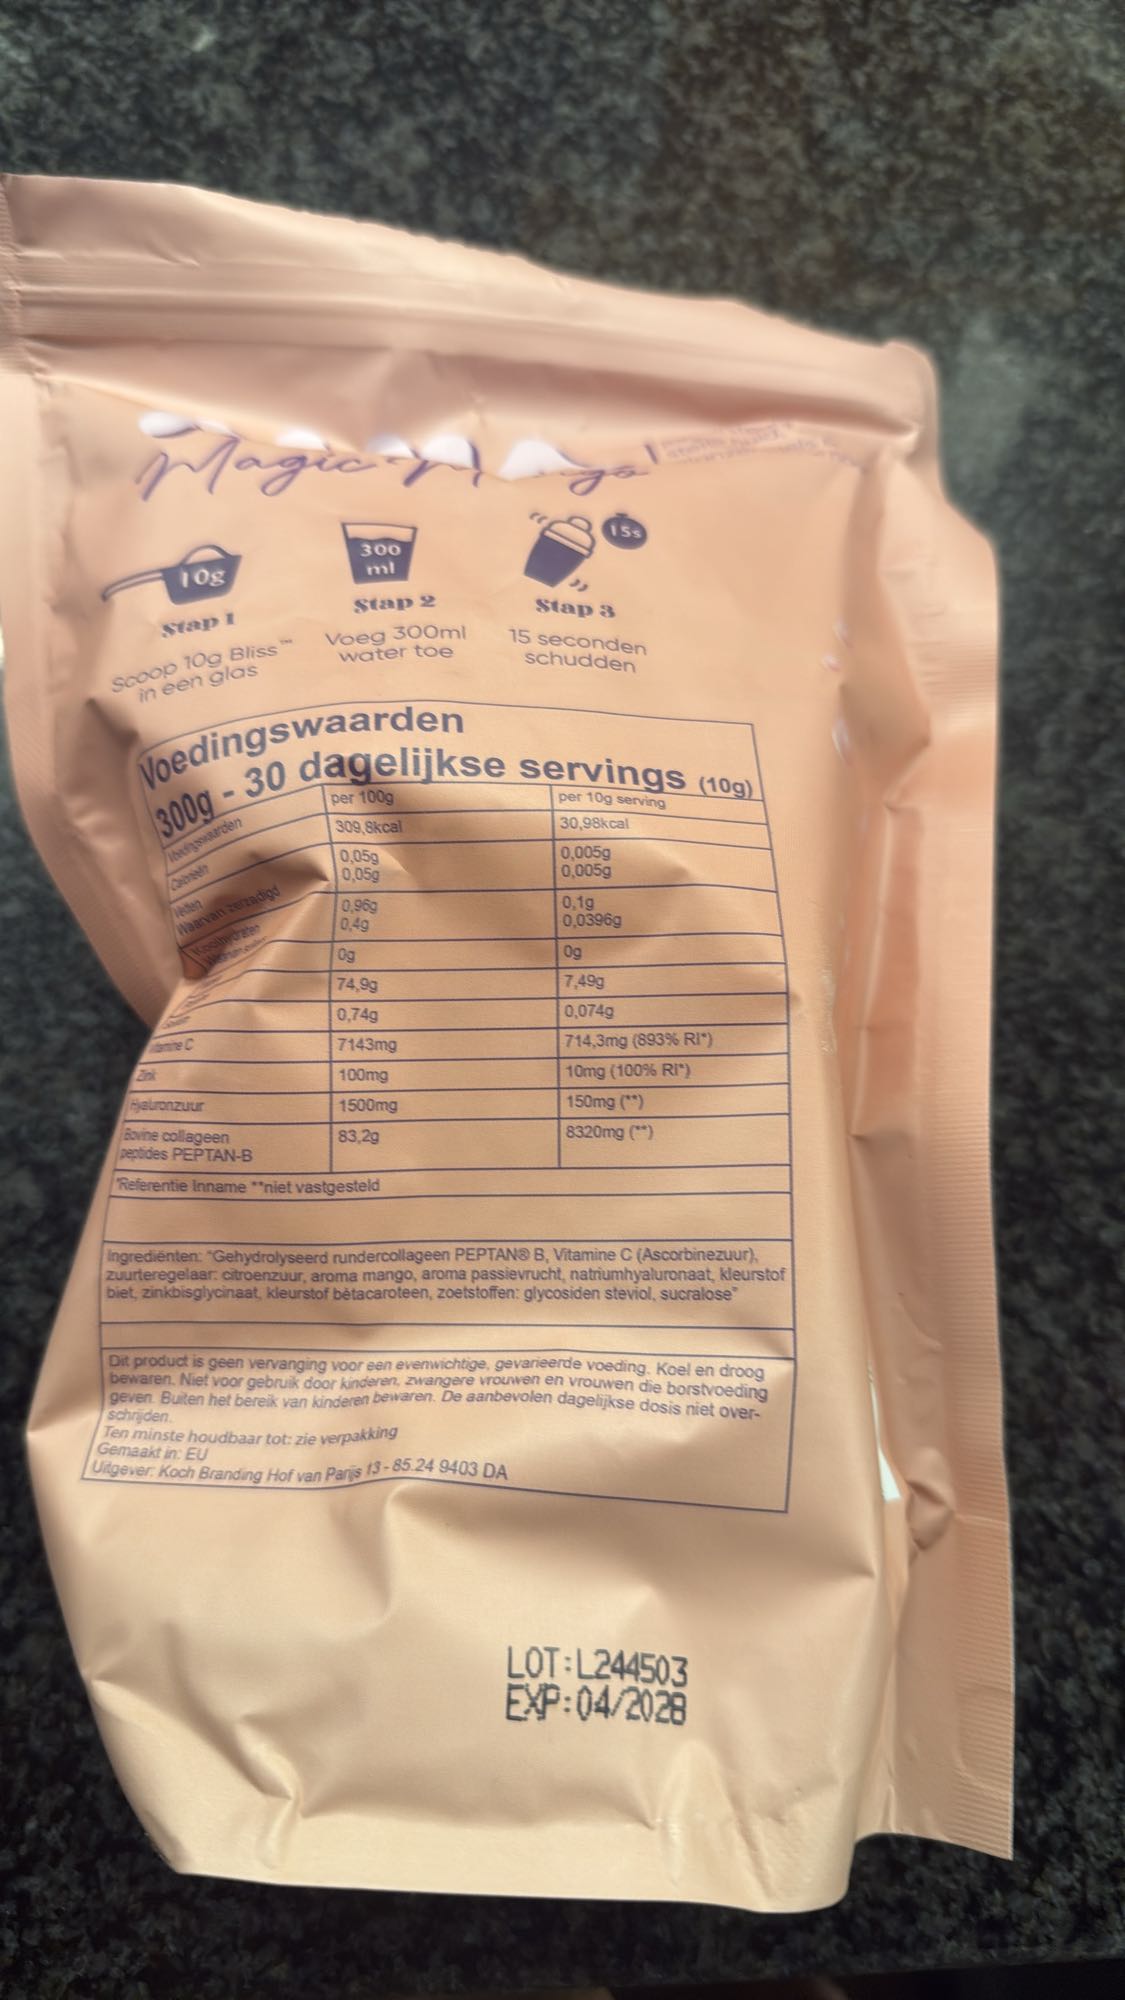 Magic
10g
300
ml
15s
Stap 1
Stap 2
Stap 3
Scoop 10g Bliss™
in een glas
Voeg 300ml
water toe
15 seconden
schudden
Voedingswaarden
300g - 30 dagelijkse servings (10g)
Voedingswaarden per 100g per 10g serving
Calorieën 309,8kcal 30,98kcal
Vetten 0,05g 0,005g
Waarvan verzadigd 0,05g 0,005g
Koolhydraten 0,96g 0,1g
0,4g 0,0396g
0g 0g
74,9g 7,49g
0,74g 0,074g
Vitamine C 7143mg 714,3mg (893% RI*)
Zink 100mg 10mg (100% RI*)
Hyaluronzuur 1500mg 150mg (**)
Bovine collageen 83,2g 8320mg (**)
peptides PEPTAN-B
*Referentie Inname **niet vastgesteld
Ingrediënten: "Gehydrolyseerd rundercollageen PEPTAN® B, Vitamine C (Ascorbinezuur),
zuurteregelaar: citroenzuur, aroma mango, aroma passievrucht, natriumhyaluronaat, kleurstof
biet, zinkbisglycinaat, kleurstof bètacaroteen, zoetstoffen: glycosiden steviol, sucralose"
Dit product is geen vervanging voor een evenwichtige, gevarieerde voeding. Koel en droog
bewaren. Niet voor gebruik door kinderen, zwangere vrouwen en vrouwen die borstvoeding
geven. Buiten het bereik van kinderen bewaren. De aanbevolen dagelijkse dosis niet over-
schrijden.
Ten minste houdbaar tot: zie verpakking
Gemaakt in: EU
Uitgever: Koch Branding Hof van Parijs 13 - 85.24 9403 DA
LOT:L244503
EXP:04/2028